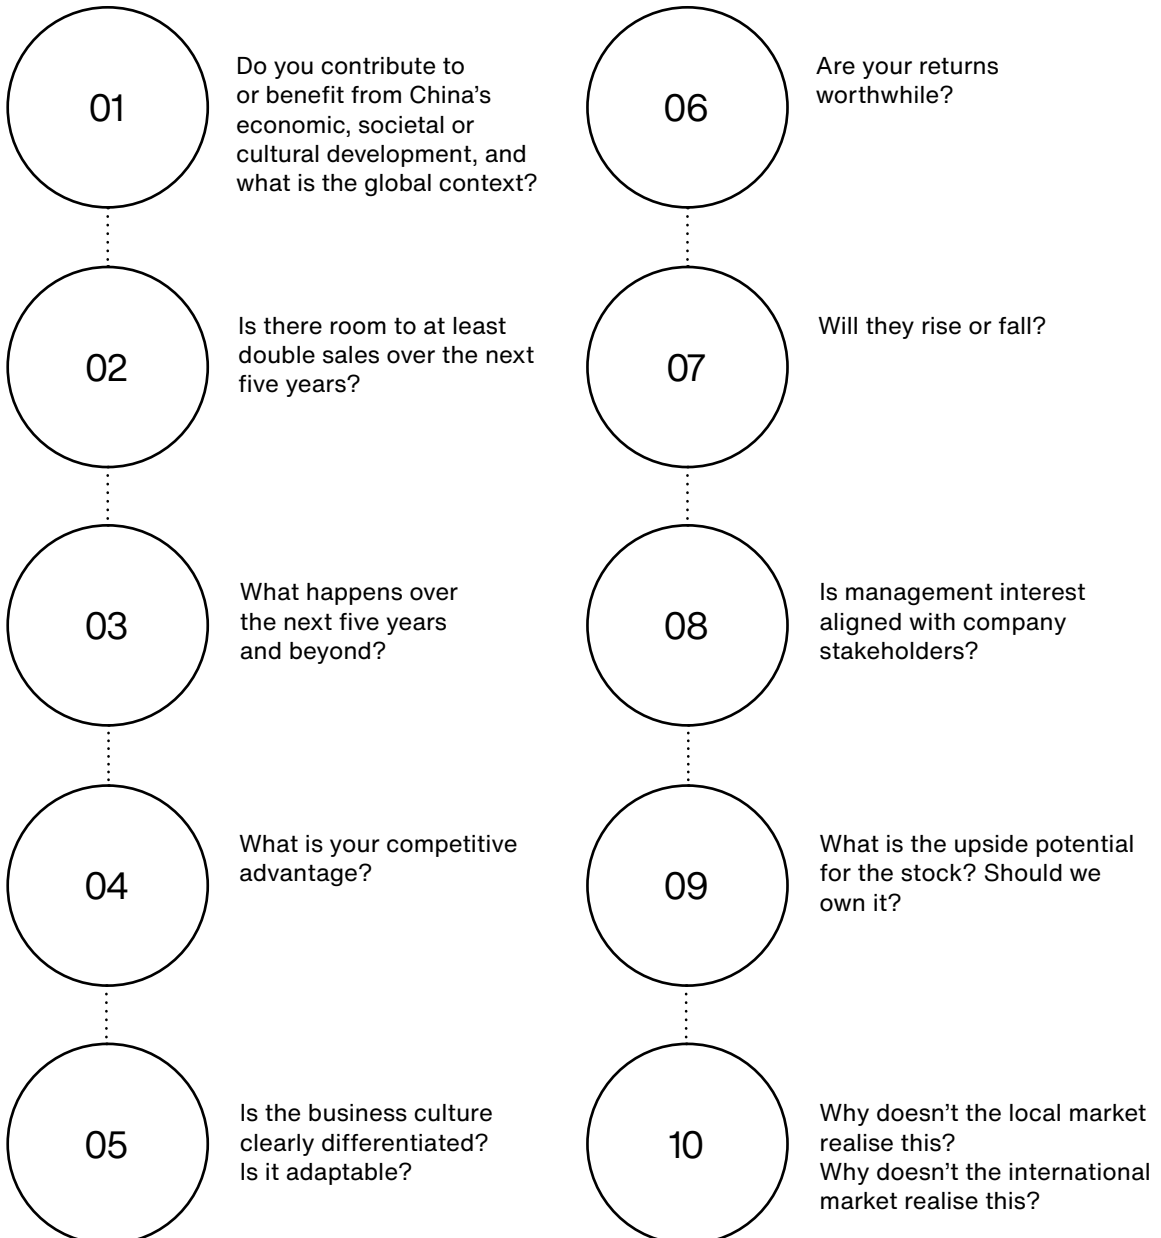 01
Do you contribute to
or benefit from China’s
economic, societal or
cultural development, and
what is the global context?
02
Is there room to at least
double sales over the next
five years?
03
What happens over
the next five years
and beyond?
04
What is your competitive
advantage?
05
Is the business culture
clearly differentiated?
Is it adaptable?
06
Are your returns
worthwhile?
07
Will they rise or fall?
08
Is management interest
aligned with company
stakeholders?
09
What is the upside potential
for the stock? Should we
own it?
10
Why doesn’t the local market
realise this?
Why doesn’t the international
market realise this?